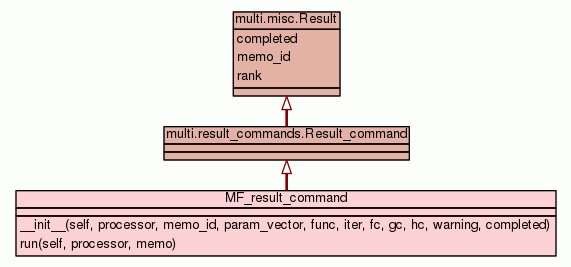 multi.misc.Result
completed
memo_id
rank
multi.result_commands.Result_command
MF_result_command
__init__(self, processor, memo_id, param_vector, func, iter, fc, gc, hc, warning, completed)
run(self, processor, memo)